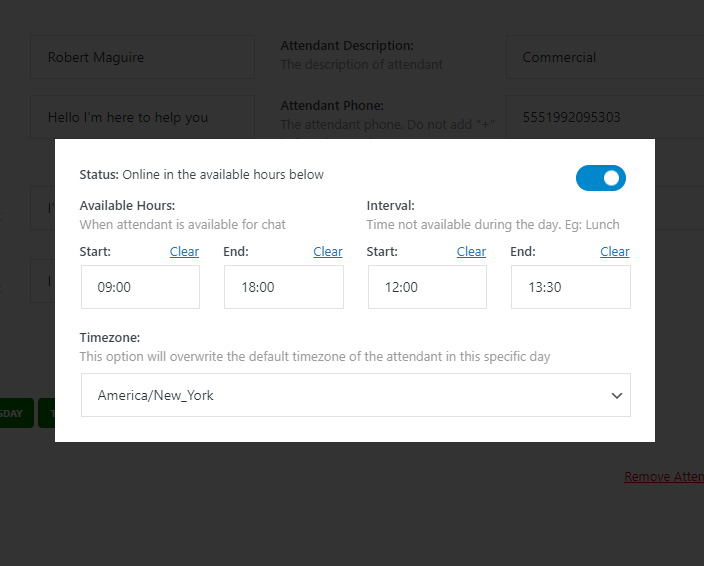 Robert Maguire
Attendant Description:
The description of attendant
Commercial
Hello I'm here to help you
Attendant Phone:
The attendant phone. Do not add "+"
5551992095303
Status: Online in the available hours below
Available Hours:
When attendant is available for chat
Interval:
Time not available during the day. Eg: Lunch
Start: Clear
End: Clear
Start: Clear
End: Clear
09:00
18:00
12:00
13:30
Timezone:
This option will overwrite the default timezone of the attendant in this specific day
America/New_York
SDAY
Remove Atten